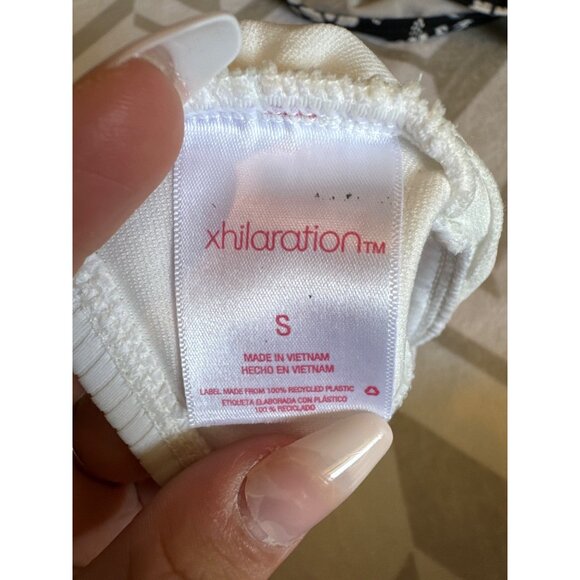 xhilaration™
S
MADE IN VIETNAM
HECHO EN VIETNAM
LABEL MADE FROM 100% RECYCLED PLASTIC
ETIQUETA ELABORADA CON PLÁSTICO
100 % RECICLADO